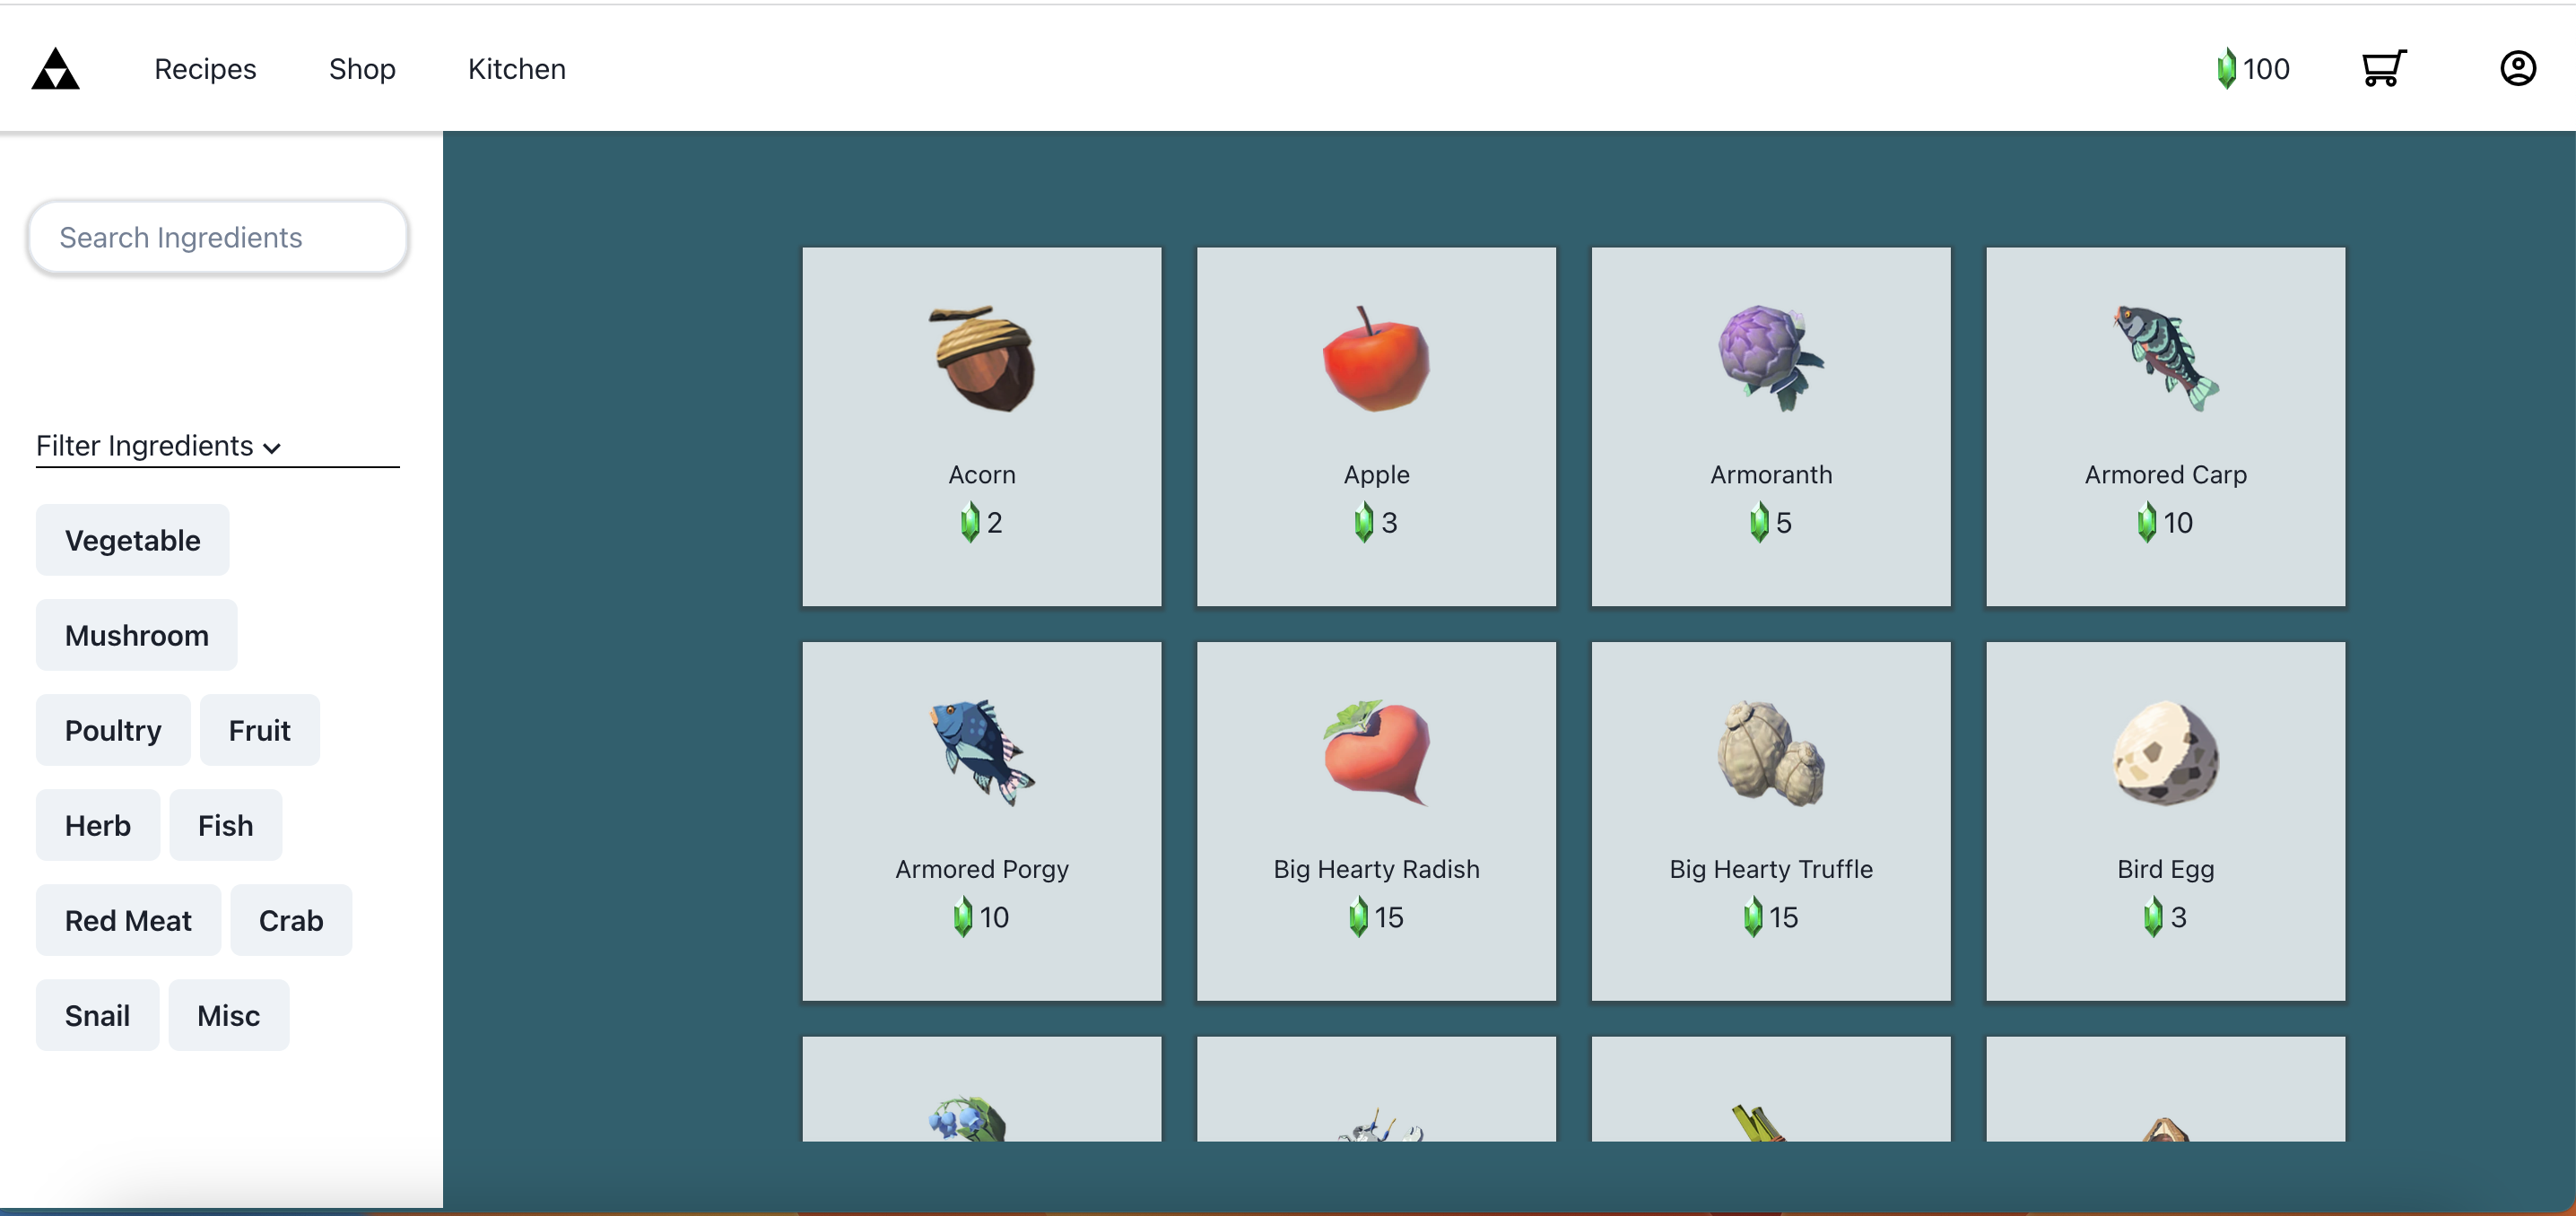 Recipes Shop Kitchen 100
Search Ingredients
Filter Ingredients
Vegetable
Mushroom
Poultry Fruit
Herb Fish
Red Meat Crab
Snail Misc
Acorn Apple Armoranth Armored Carp
2 3 5 10
Armored Porgy Big Hearty Radish Big Hearty Truffle Bird Egg
10 15 15 3